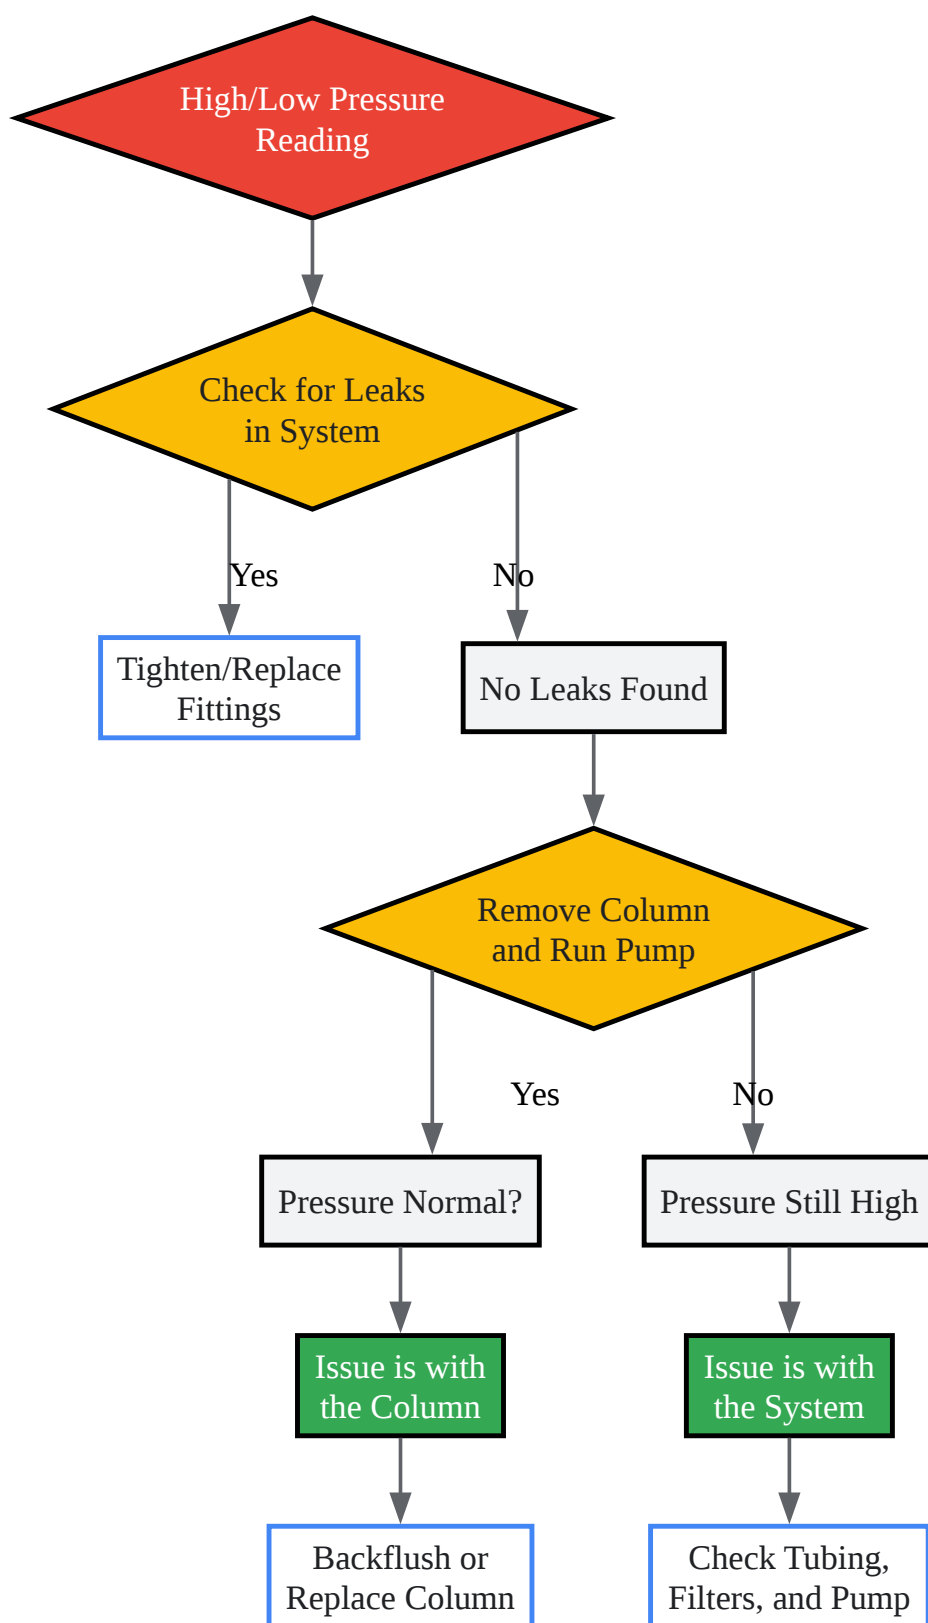 High/Low Pressure
Reading
Check for Leaks
in System
Yes
No
Tighten/Replace
Fittings
No Leaks Found
Remove Column
and Run Pump
Yes
No
Pressure Normal?
Pressure Still High
Issue is with
the Column
Issue is with
the System
Backflush or
Replace Column
Check Tubing,
Filters, and Pump